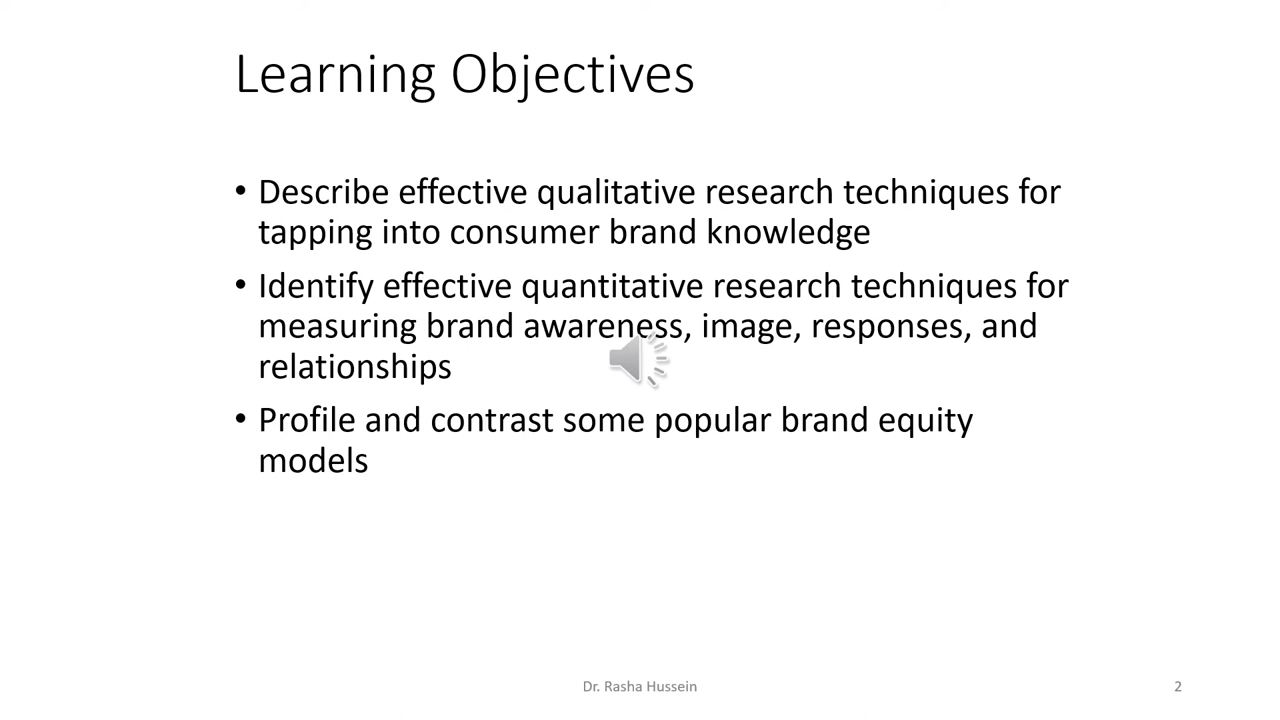 Learning Objectives
• Describe effective qualitative research techniques for
tapping into consumer brand knowledge
• Identify effective quantitative research techniques for
measuring brand awareness, image, responses, and
relationships
• Profile and contrast some popular brand equity
models
Dr. Rasha Hussein
2